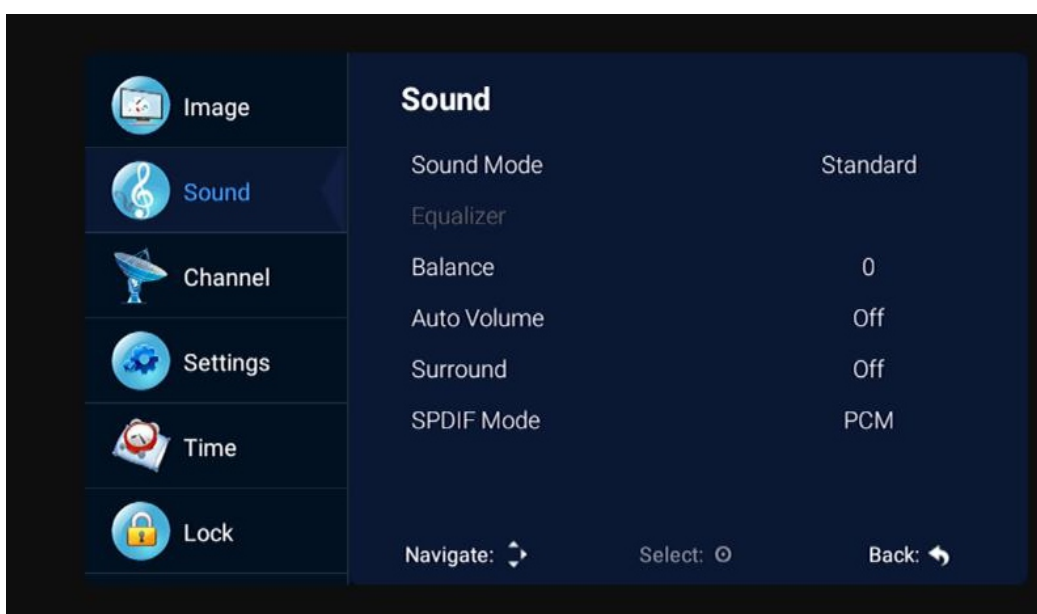 Image
Sound
Channel
Settings
Time
Lock
Sound
Sound Mode Standard
Equalizer
Balance 0
Auto Volume Off
Surround Off
SPDIF Mode PCM
Navigate: Select: Back: